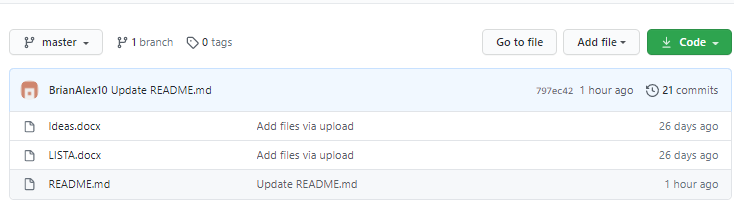 master 1 branch 0 tags Go to file Add file Code
BrianAlex10 Update README.md 797ec42 1 hour ago 21 commits
Ideas.docx Add files via upload 26 days ago
LISTA.docx Add files via upload 26 days ago
README.md Update README.md 1 hour ago